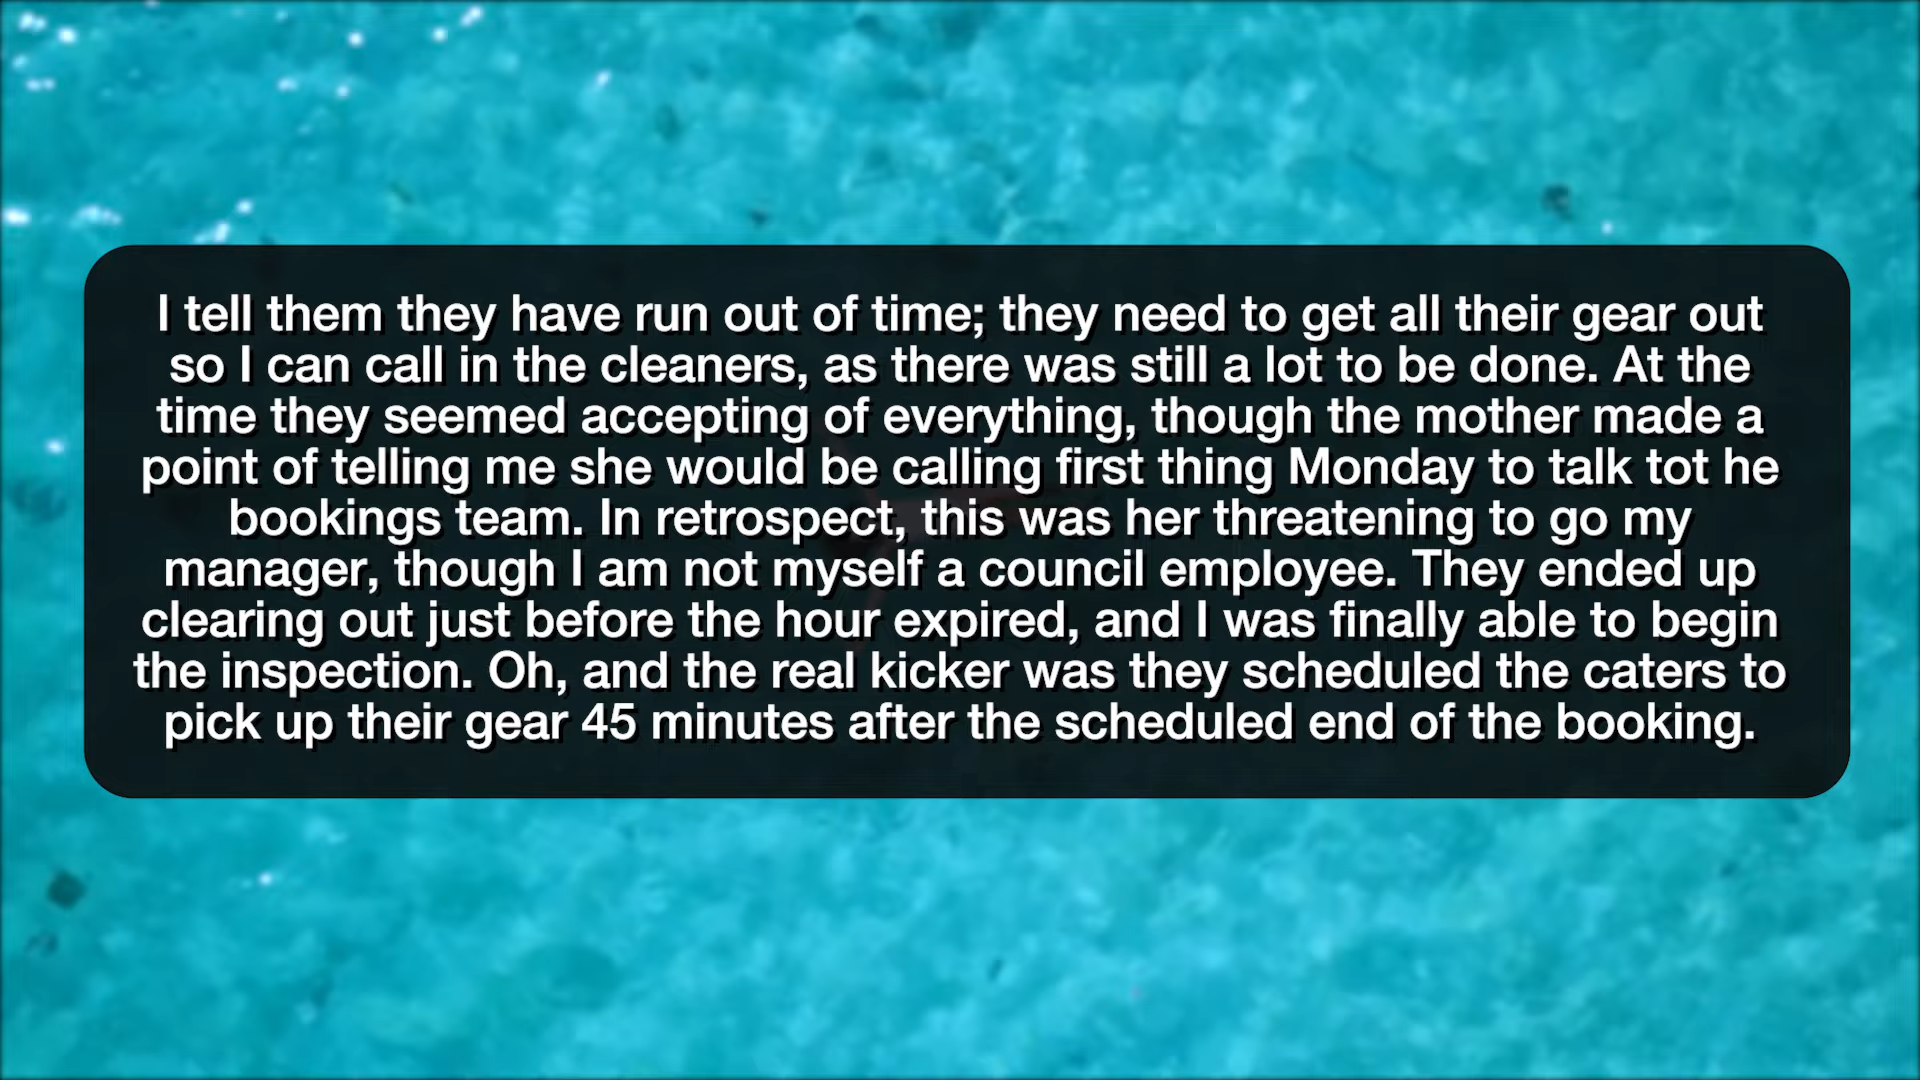 I tell them they have run out of time; they need to get all their gear out
so I can call in the cleaners, as there was still a lot to be done. At the
time they seemed accepting of everything, though the mother made a
point of telling me she would be calling first thing Monday to talk tot he
bookings team. In retrospect, this was her threatening to go my
manager, though I am not myself a council employee. They ended up
clearing out just before the hour expired, and I was finally able to begin
the inspection. Oh, and the real kicker was they scheduled the caters to
pick up their gear 45 minutes after the scheduled end of the booking.